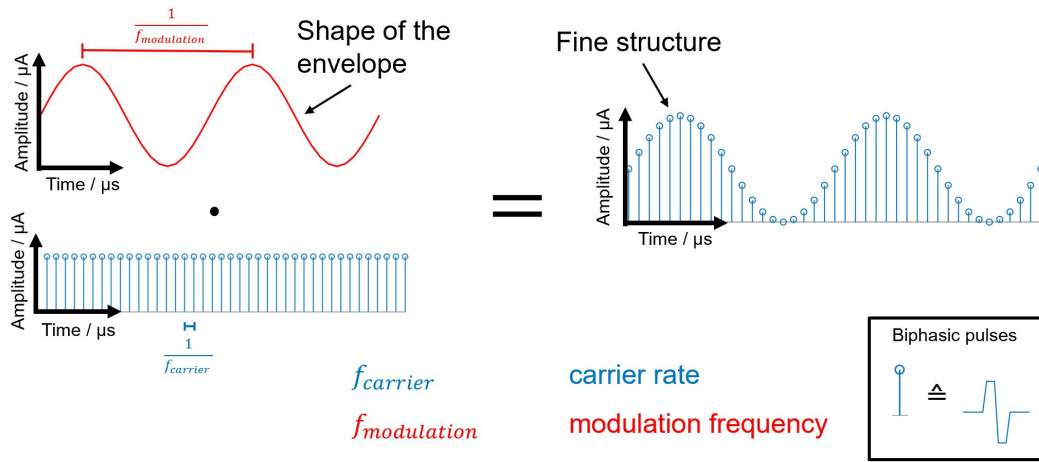 1
f_modulation
Shape of the
envelope
Amplitude / μA
Time / μs
·
=
Fine structure
Amplitude / μA
Time / μs
Amplitude / μA
Time / μs
1
f_carrier
f_carrier carrier rate
f_modulation modulation frequency
Biphasic pulses
≙